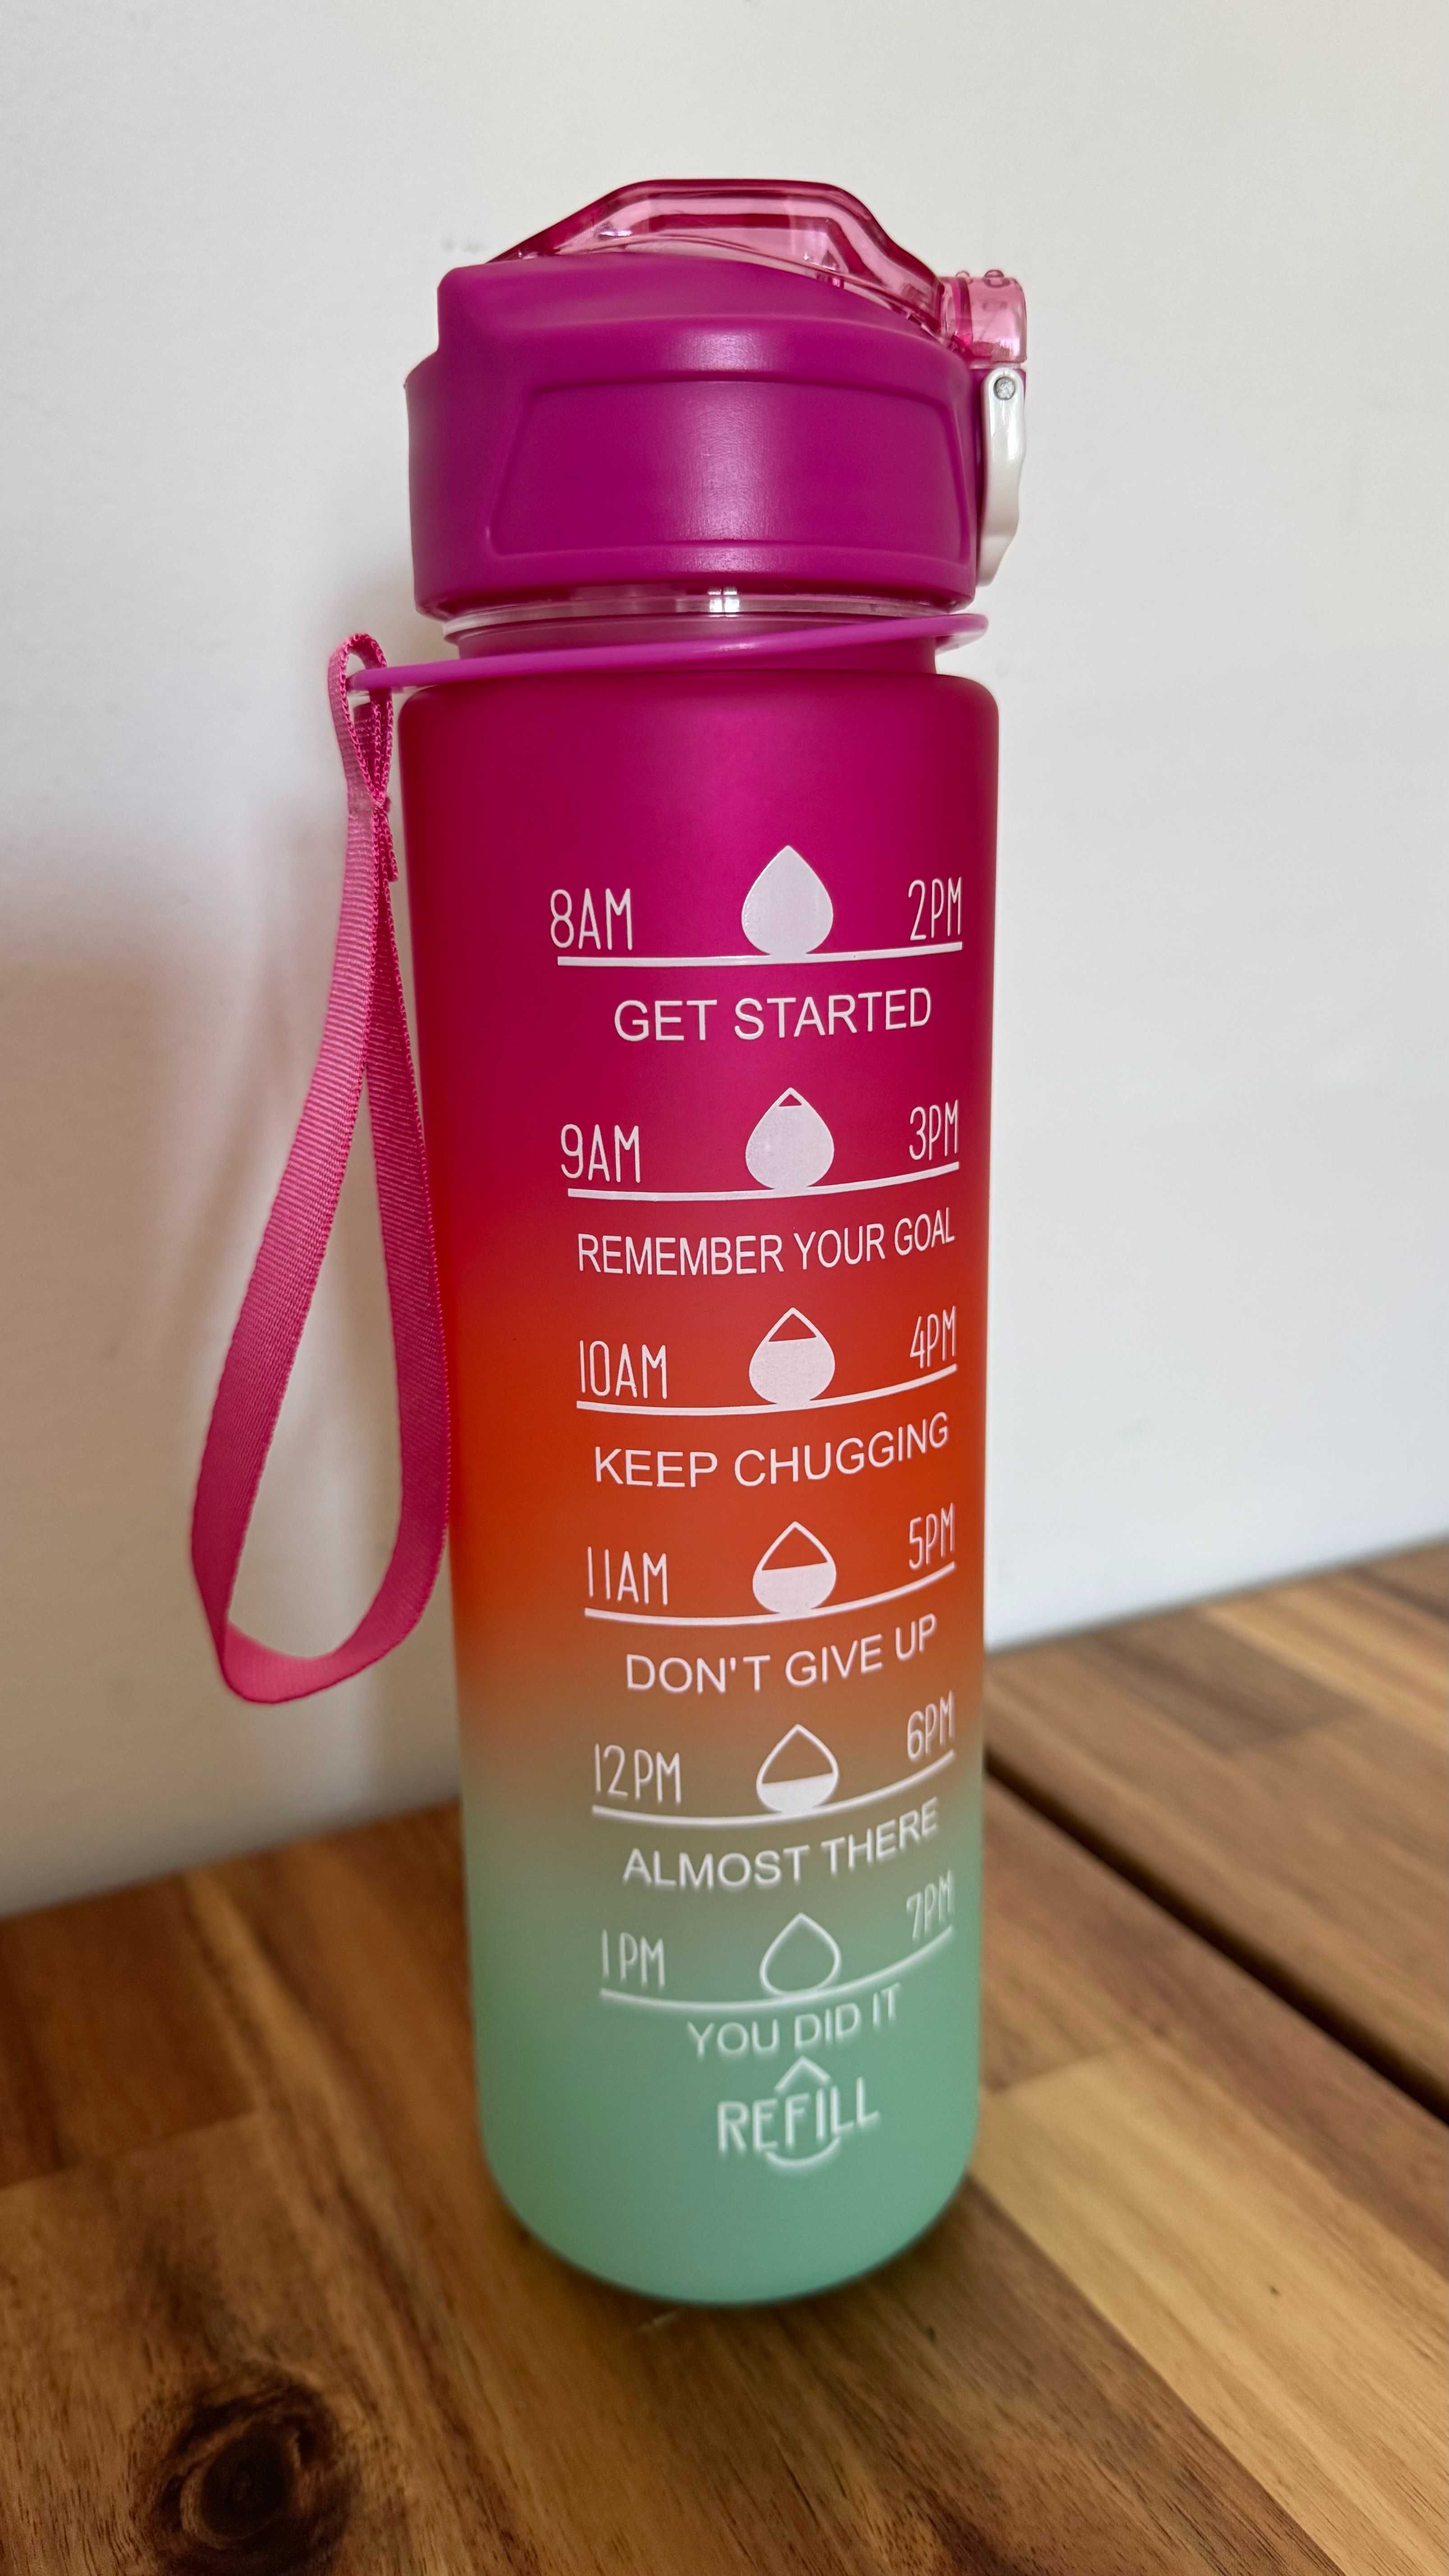 8AM 2PM
GET STARTED
9AM 3PM
REMEMBER YOUR GOAL
10AM 4PM
KEEP CHUGGING
11AM 5PM
DON'T GIVE UP
12PM 6PM
ALMOST THERE
1PM 7PM
YOU DID IT
REFILL